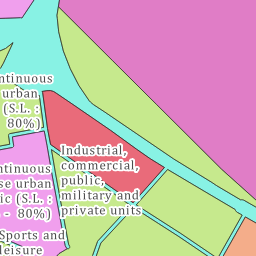 ntinuous
urban
(S.L. :
80%)
Industrial,
commercial,
public,
military and
private units
ntinuous
se urban
ic (S.L. :
- 80%)
Sports and
leisure